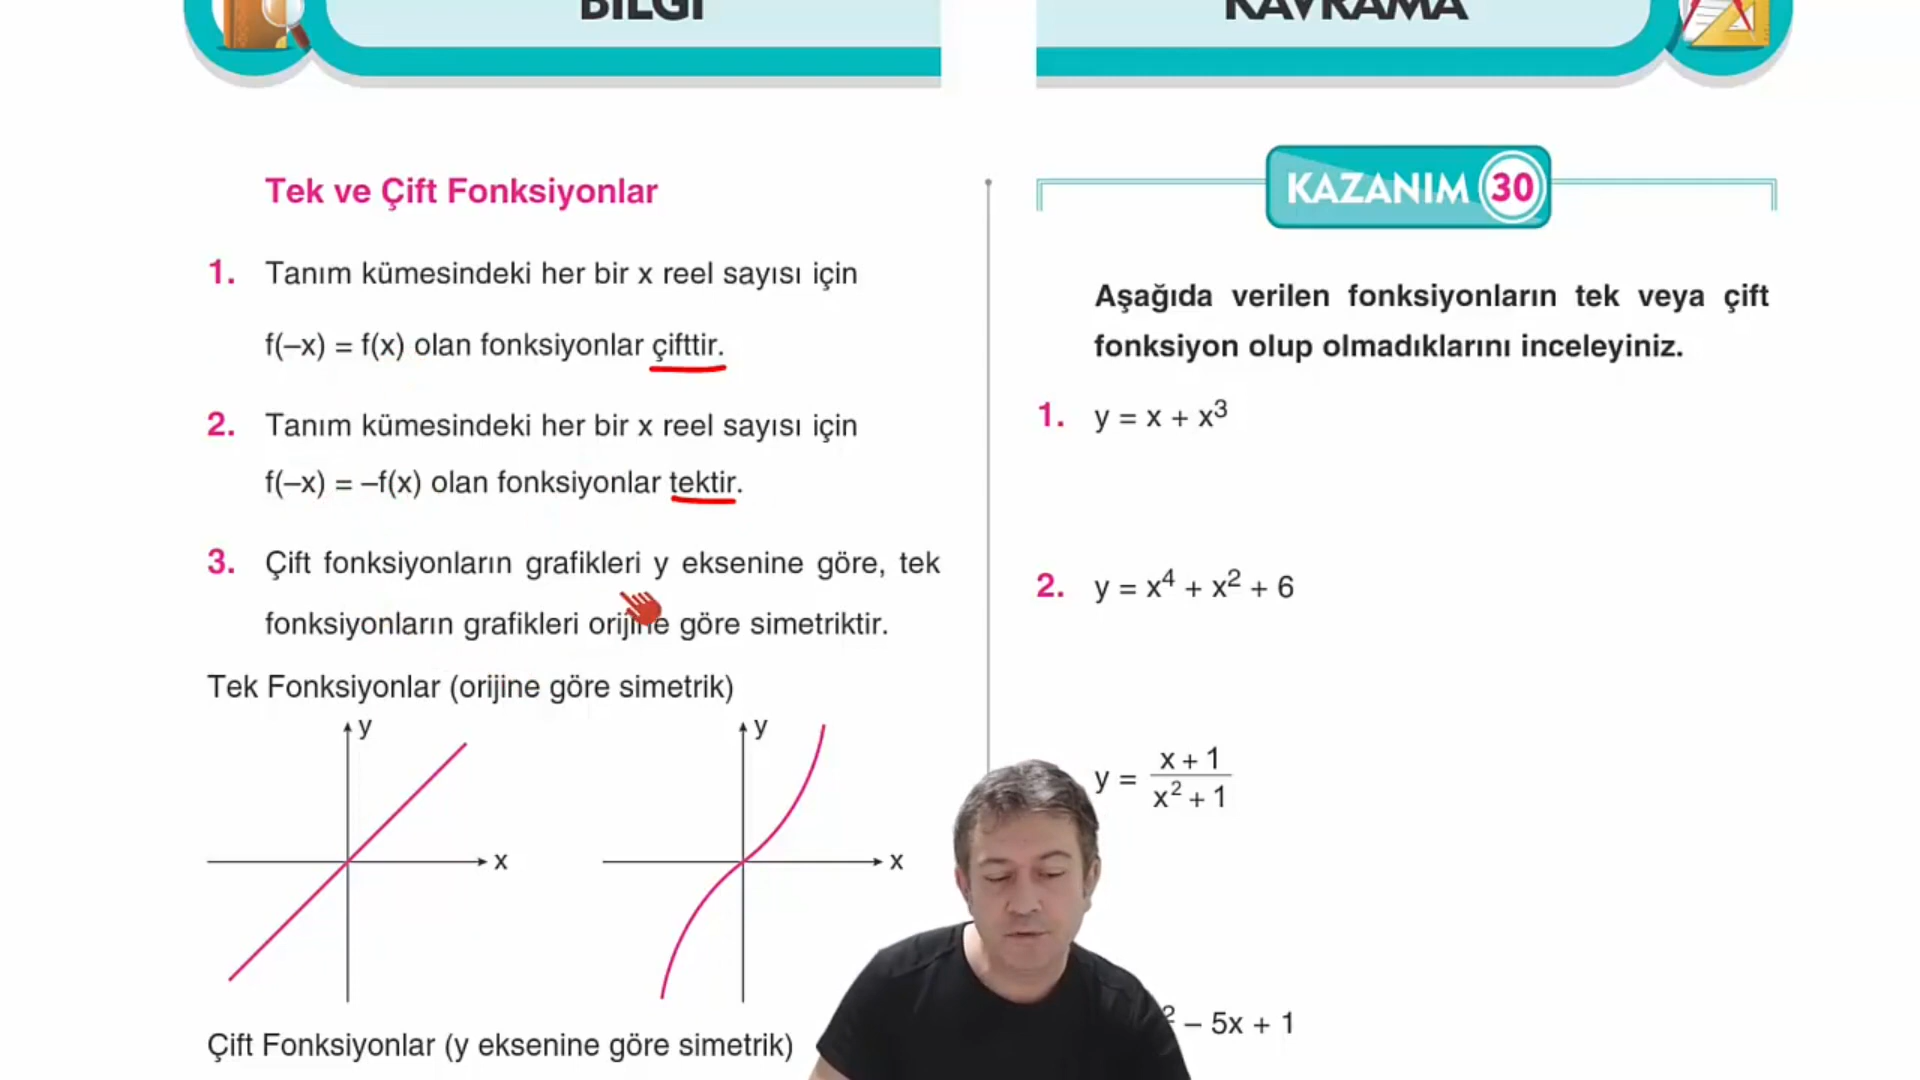 BİLGİ
KAVRAMA
Tek ve Çift Fonksiyonlar
1. Tanım kümesindeki her bir x reel sayısı için
f(–x) = f(x) olan fonksiyonlar çifttir.
2. Tanım kümesindeki her bir x reel sayısı için
f(–x) = –f(x) olan fonksiyonlar tektir.
3. Çift fonksiyonların grafikleri y eksenine göre, tek
fonksiyonların grafikleri orijine göre simetriktir.
Tek Fonksiyonlar (orijine göre simetrik)
y
x
y
x
Çift Fonksiyonlar (y eksenine göre simetrik)
KAZANIM 30
Aşağıda verilen fonksiyonların tek veya çift
fonksiyon olup olmadıklarını inceleyiniz.
1. y = x + x³
2. y = x⁴ + x² + 6
y = (x + 1)/(x² + 1)
² – 5x + 1